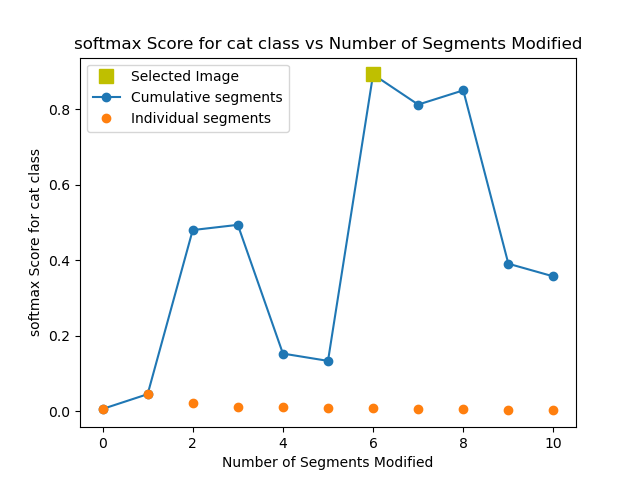 softmax Score for cat class vs Number of Segments Modified
Selected Image
Cumulative segments
Individual segments
softmax Score for cat class
0.8
0.6
0.4
0.2
0.0
0 2 4 6 8 10
Number of Segments Modified